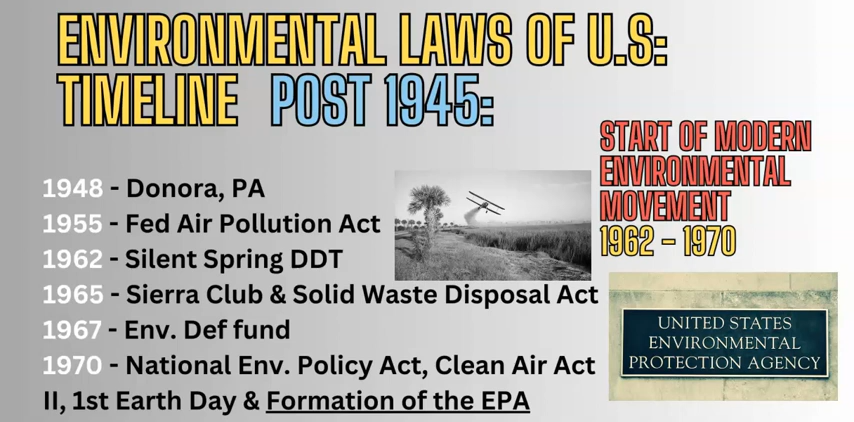 ENVIRONMENTAL LAWS OF U.S:
TIMELINE POST 1945:
START OF MODERN
ENVIRONMENTAL
MOVEMENT
1962 - 1970
1948 - Donora, PA
1955 - Fed Air Pollution Act
1962 - Silent Spring DDT
1965 - Sierra Club & Solid Waste Disposal Act
1967 - Env. Def fund
1970 - National Env. Policy Act, Clean Air Act
II, 1st Earth Day & Formation of the EPA
UNITED STATES
ENVIRONMENTAL
PROTECTION AGENCY